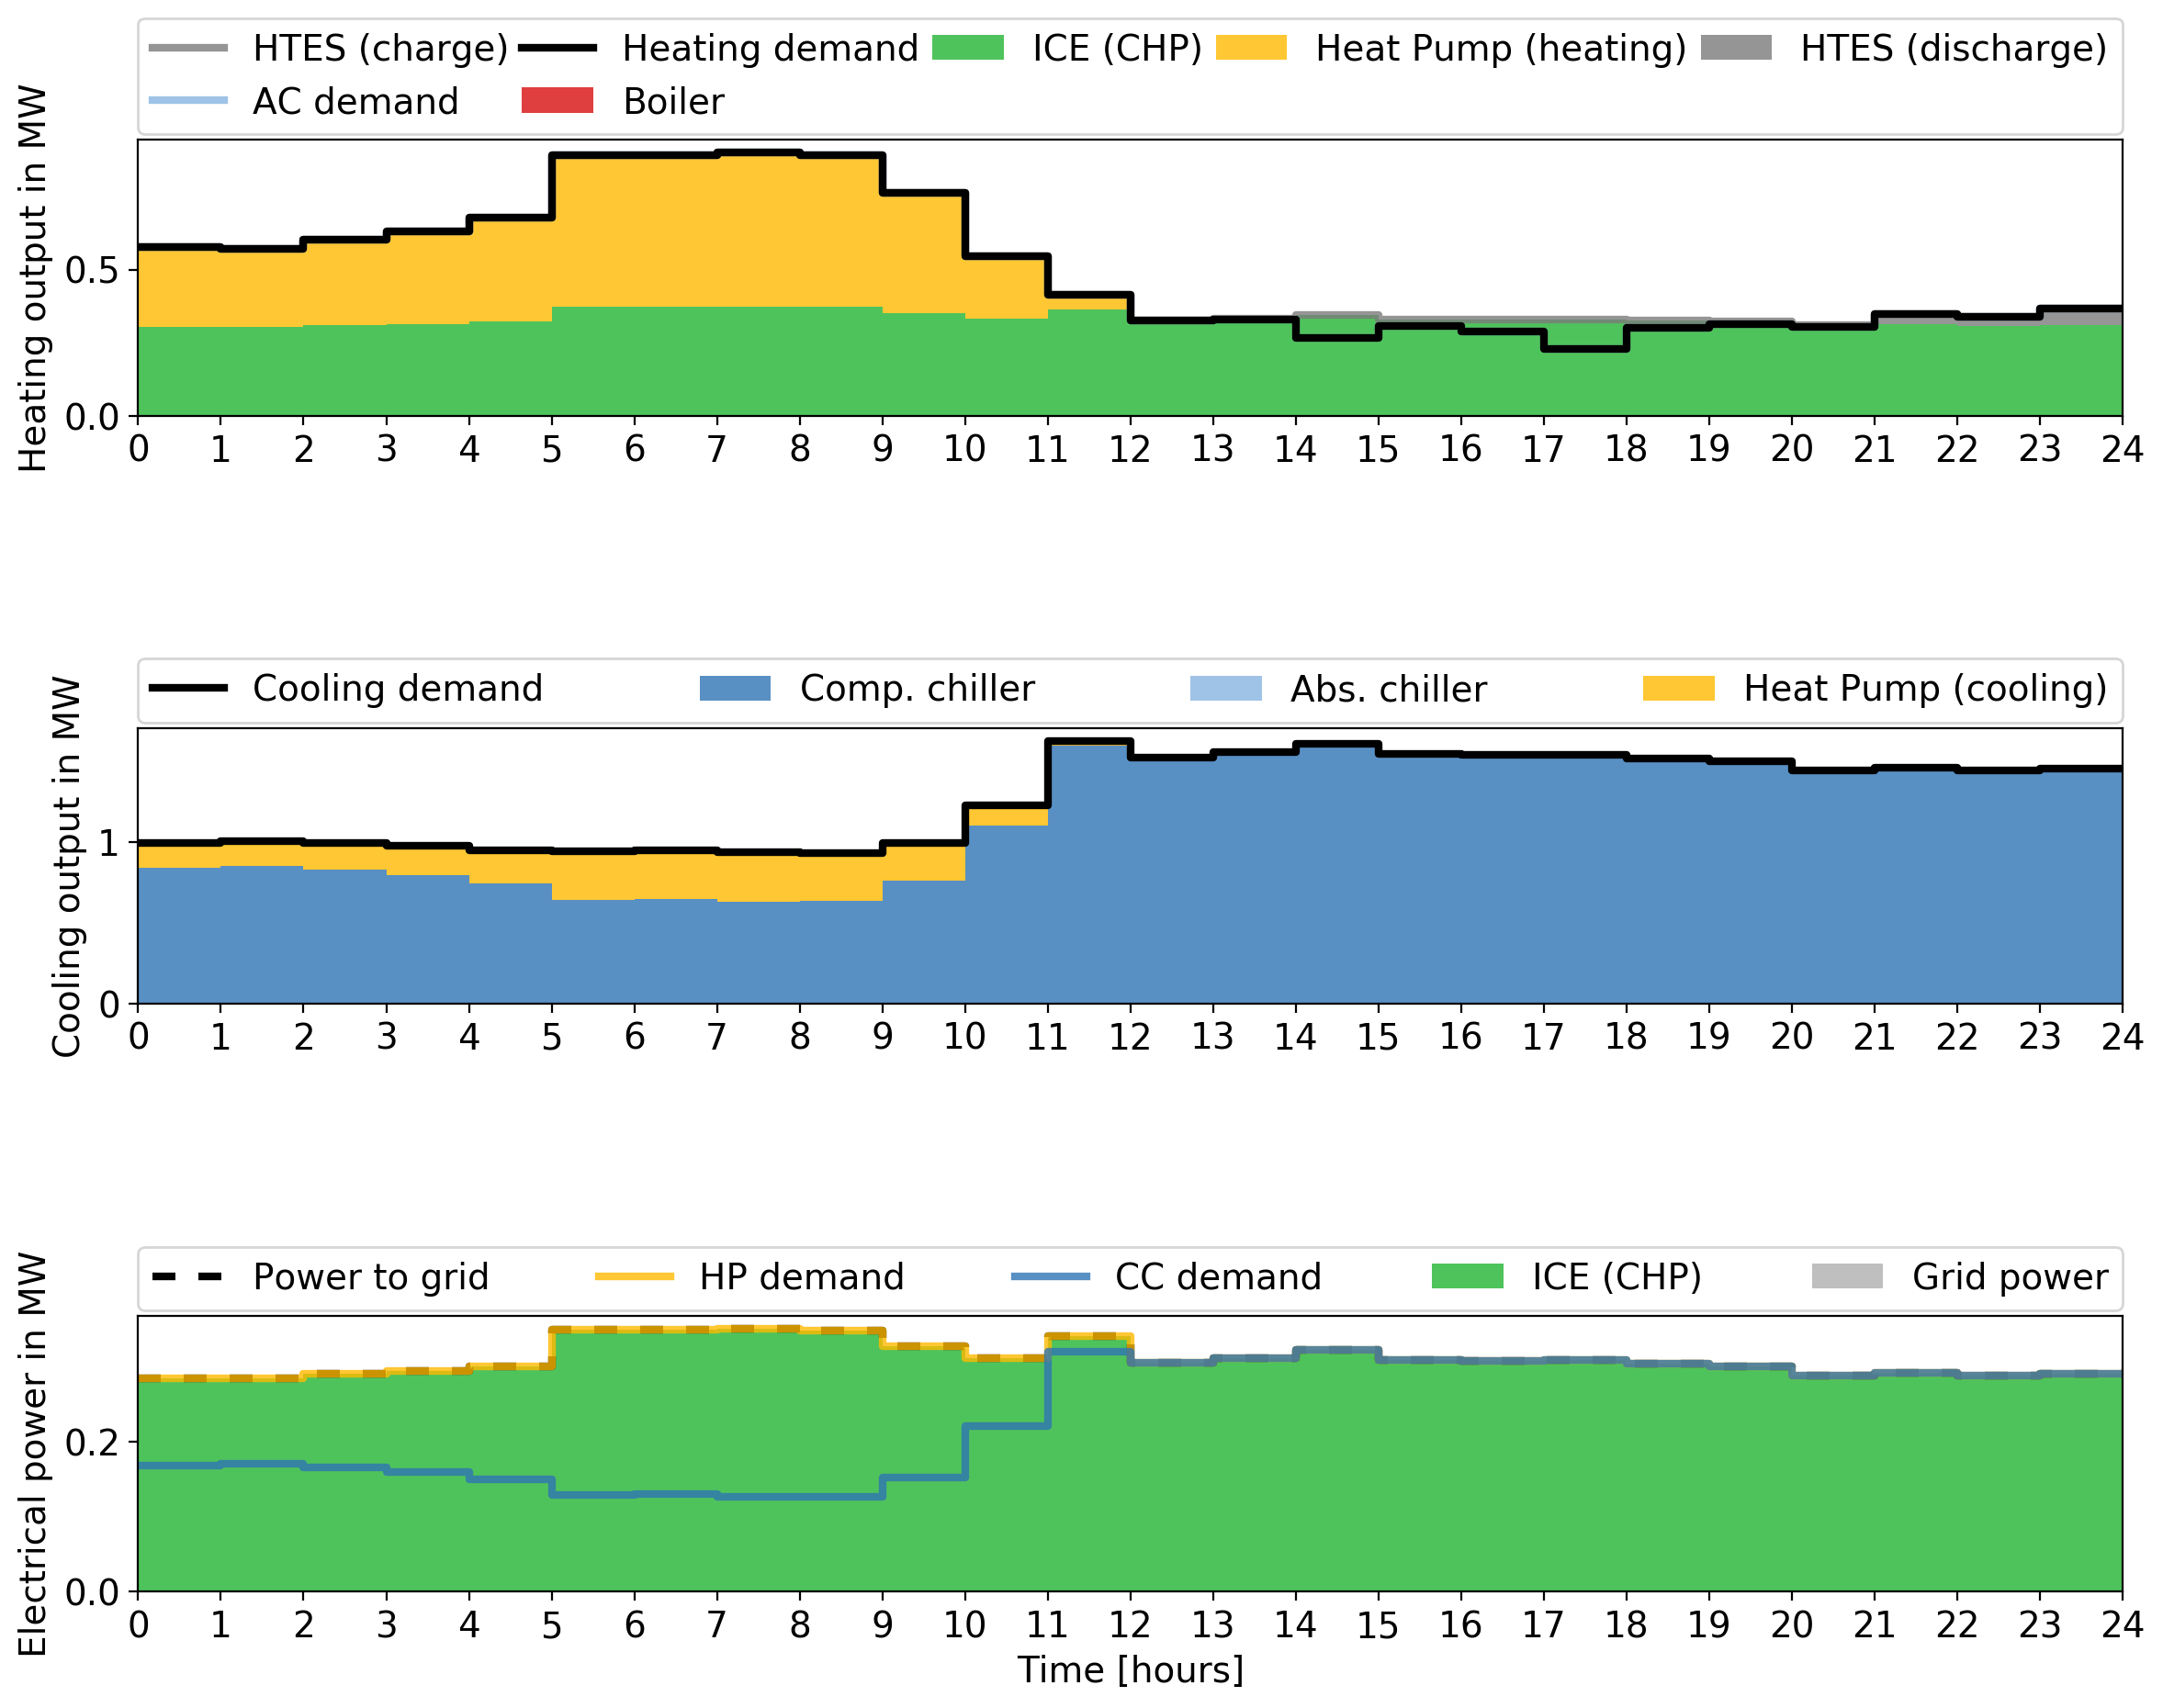 HTES (charge) Heating demand ICE (CHP) Heat Pump (heating) HTES (discharge)
AC demand Boiler
Heating output in MW
0.5
0.0
0 1 2 3 4 5 6 7 8 9 10 11 12 13 14 15 16 17 18 19 20 21 22 23 24
Cooling demand Comp. chiller Abs. chiller Heat Pump (cooling)
Cooling output in MW
1
0
0 1 2 3 4 5 6 7 8 9 10 11 12 13 14 15 16 17 18 19 20 21 22 23 24
Power to grid HP demand CC demand ICE (CHP) Grid power
Electrical power in MW
0.2
0.0
0 1 2 3 4 5 6 7 8 9 10 11 12 13 14 15 16 17 18 19 20 21 22 23 24
Time [hours]